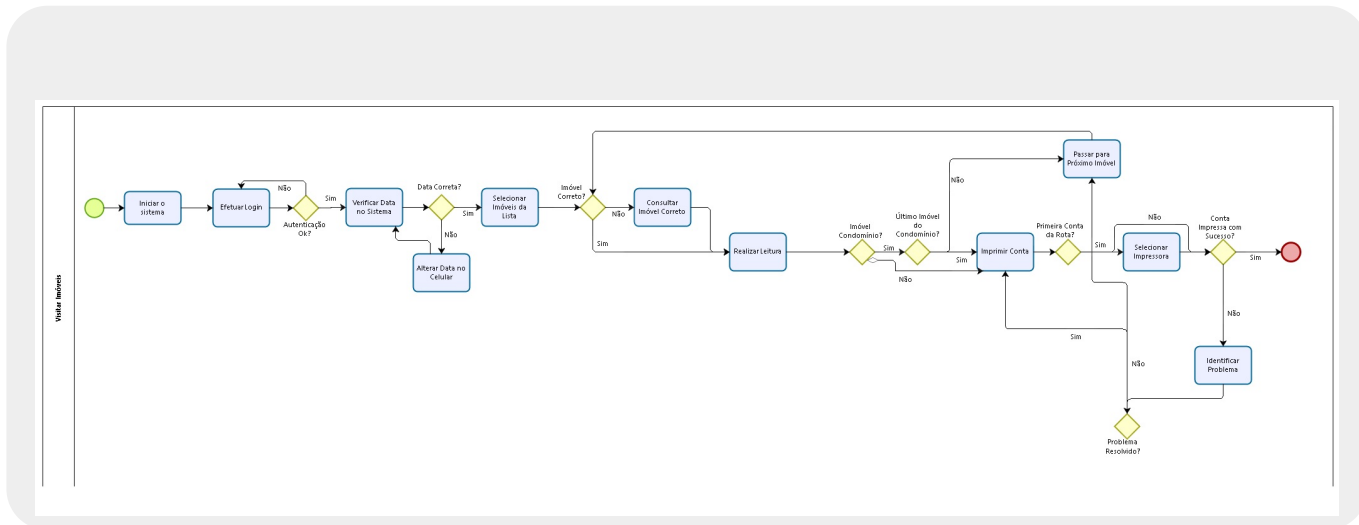 Visitar Imóveis
Iniciar o
sistema
Efetuar Login
Não
Autenticação
Ok?
Sim
Verificar Data
no Sistema
Data Correta?
Sim
Não
Alterar Data no
Celular
Selecionar
Imóveis da
Lista
Imóvel
Correto?
Não
Sim
Consultar
Imóvel Correto
Realizar Leitura
Imóvel
Condomínio?
Sim
Não
Último Imóvel
do
Condomínio?
Não
Sim
Passar para
Próximo Imóvel
Imprimir Conta
Primeira Conta
da Rota?
Sim
Não
Selecionar
Impressora
Conta
Impressa com
Sucesso?
Sim
Não
Identificar
Problema
Sim
Não
Problema
Resolvido?